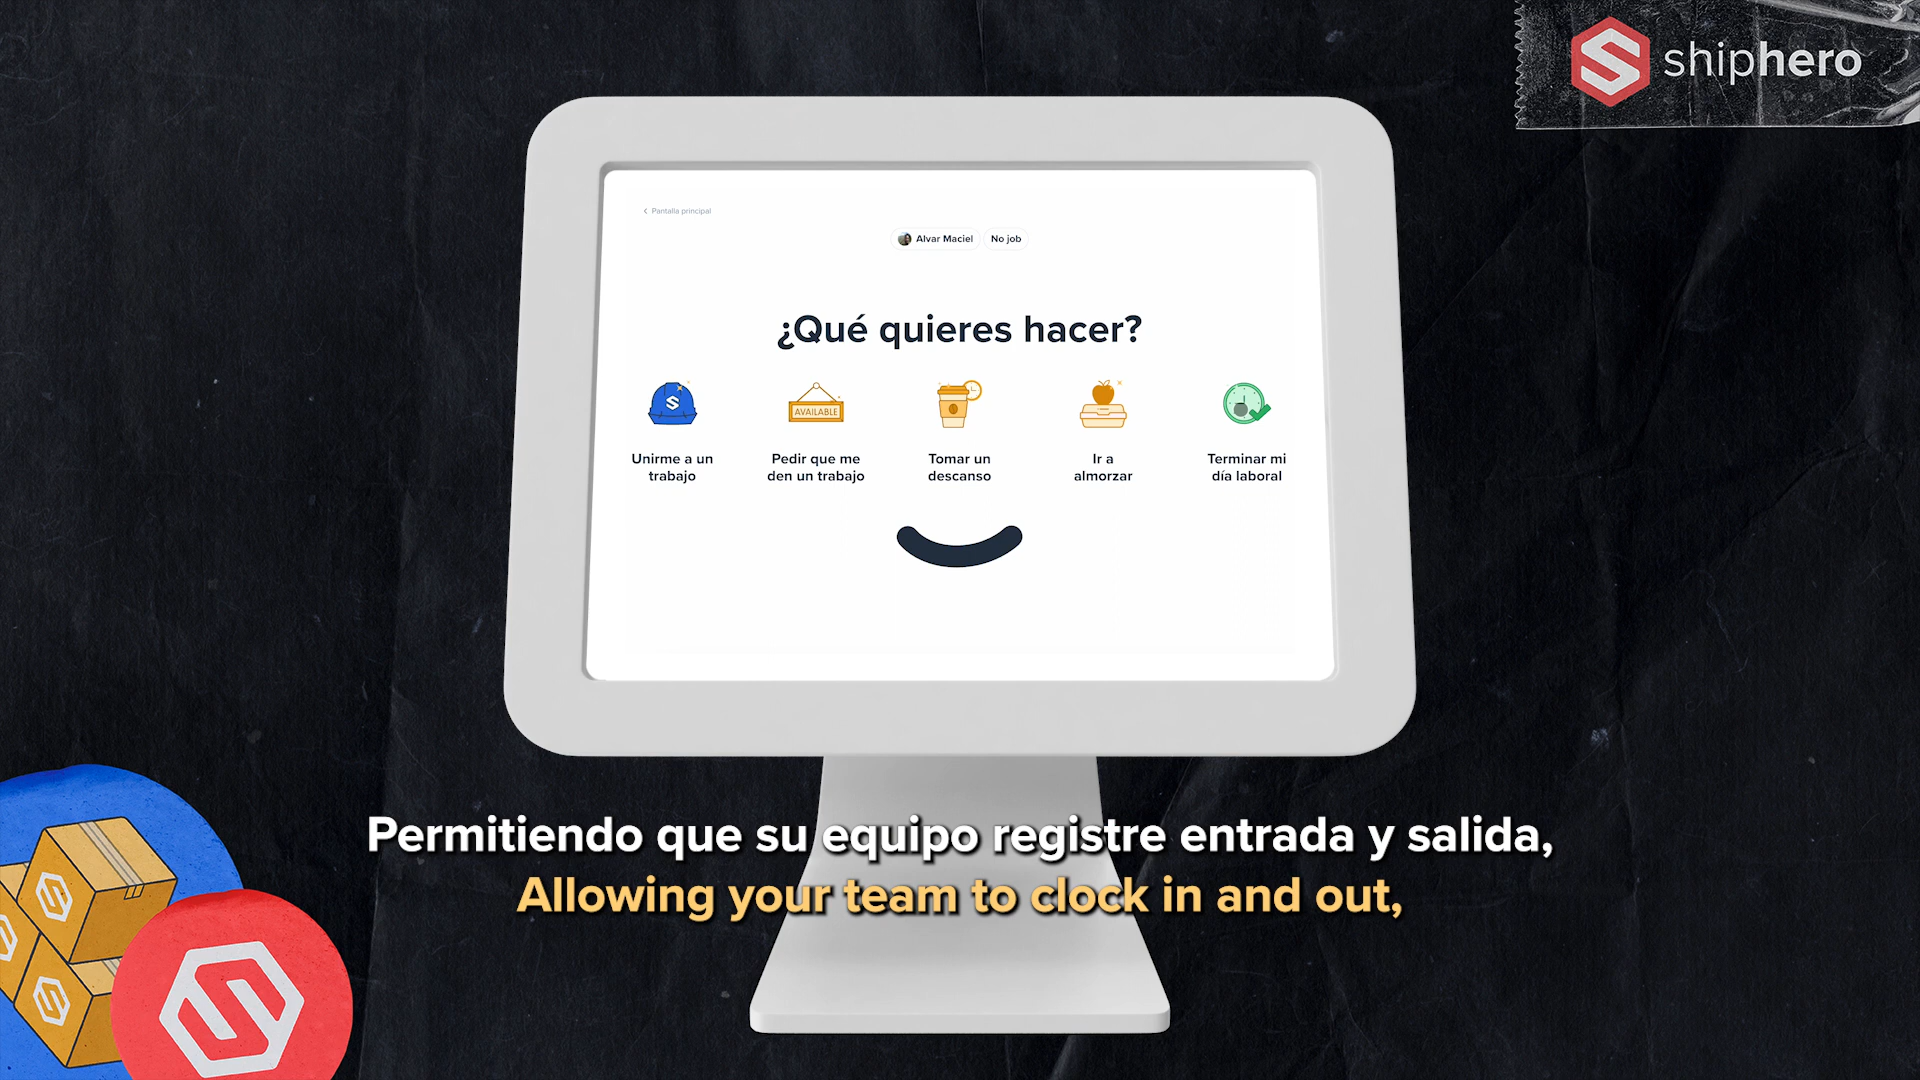 shiphero
Pantalla principal
Alvar Maciel No job
¿Qué quieres hacer?
AVAILABLE
Unirme a un
trabajo
Pedir que me
den un trabajo
Tomar un
descanso
Ir a
almorzar
Terminar mi
día laboral
Permitiendo que su equipo registre entrada y salida,
Allowing your team to clock in and out,